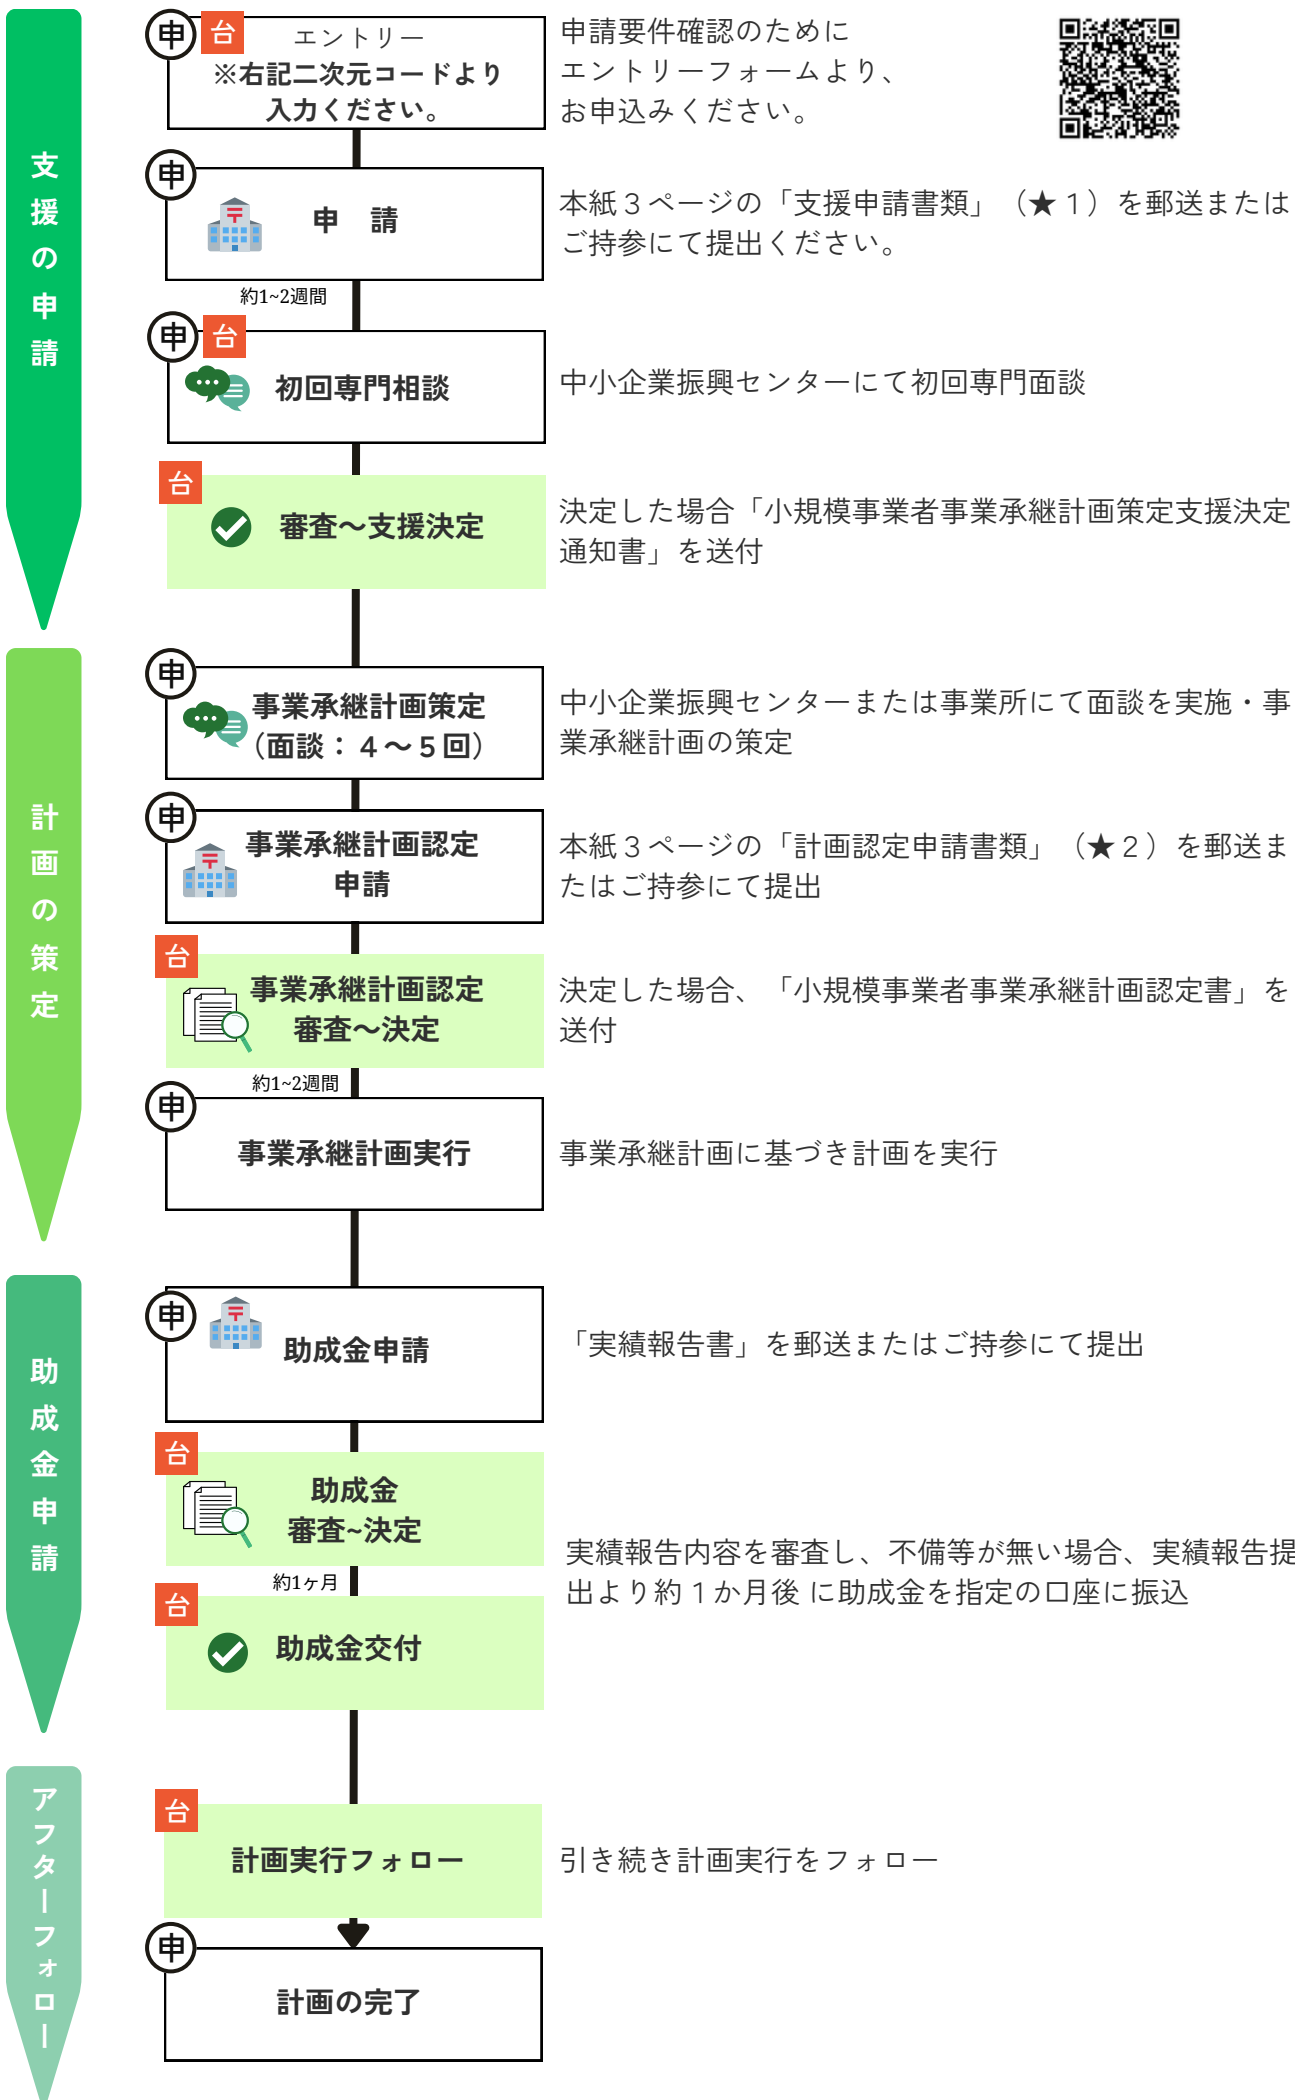 支援の申請
申
台
エントリー
※右記二次元コードより
入力ください。
申請要件確認のために
エントリーフォームより、
お申込みください。
申
申　請
本紙３ページの「支援申請書類」（★１）を郵送または
ご持参にて提出ください。
約1~2週間
申
台
初回専門相談
中小企業振興センターにて初回専門面談
台
審査～支援決定
決定した場合「小規模事業者事業承継計画策定支援決定
通知書」を送付
計画の策定
申
事業承継計画策定
（面談：４～５回）
中小企業振興センターまたは事業所にて面談を実施・事
業承継計画の策定
申
事業承継計画認定
申請
本紙３ページの「計画認定申請書類」（★２）を郵送ま
たはご持参にて提出
台
事業承継計画認定
審査～決定
決定した場合、「小規模事業者事業承継計画認定書」を
送付
約1~2週間
申
事業承継計画実行
事業承継計画に基づき計画を実行
助成金申請
申
助成金申請
「実績報告書」を郵送またはご持参にて提出
台
助成金
審査~決定
実績報告内容を審査し、不備等が無い場合、実績報告提
出より約１か月後 に助成金を指定の口座に振込
約1ヶ月
台
助成金交付
アフターフォロー
台
計画実行フォロー
引き続き計画実行をフォロー
申
計画の完了